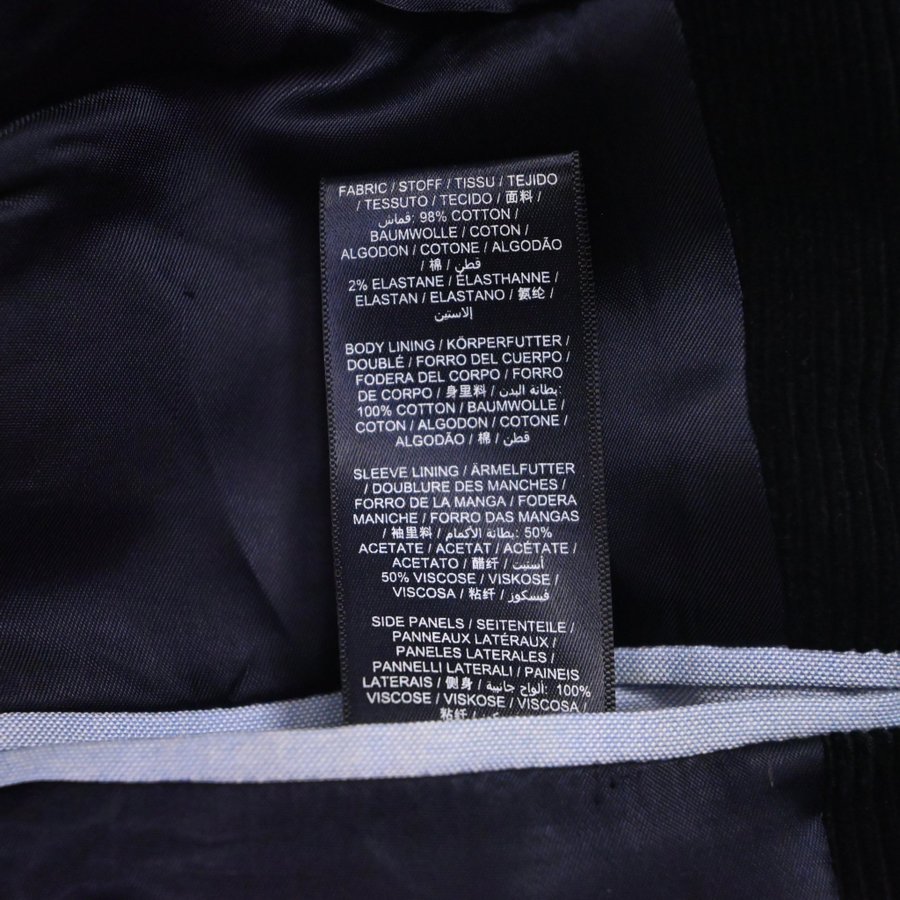 FABRIC / STOFF / TISSU / TEJIDO
/ TESSUTO / TECIDO / 面料 /
قماش: 98% COTTON /
BAUMWOLLE / COTON /
ALGODON / COTONE / ALGODÃO
/ 棉 / قطن
2% ELASTANE / ÉLASTHANNE /
ELASTAN / ELASTANO / 氨纶 /
إلاستين
BODY LINING / KÖRPERFUTTER /
DOUBLÉ / FORRO DEL CUERPO /
FODERA DEL CORPO / FORRO
DE CORPO / 身里料 / بطانة البدن:
100% COTTON / BAUMWOLLE /
COTON / ALGODON / COTONE /
ALGODÃO / 棉 / قطن
SLEEVE LINING / ÄRMELFUTTER
/ DOUBLURE DES MANCHES /
FORRO DE LA MANGA / FODERA
MANICHE / FORRO DAS MANGAS
/ 袖里料 / بطانة الأكمام: 50%
ACETATE / ACETAT / ACÉTATE /
ACETATO / 醋纤 / أستيت
50% VISCOSE / VISKOSE /
VISCOSA / 粘纤 / فيسكوز
SIDE PANELS / SEITENTEILE /
PANNEAUX LATÉRAUX /
PANELES LATERALES /
PANNELLI LATERALI / PAINEIS
LATERAIS / 侧身 / ألواح جانبية: 100%
VISCOSE / VISKOSE / VISCOSA /
粘纤 /